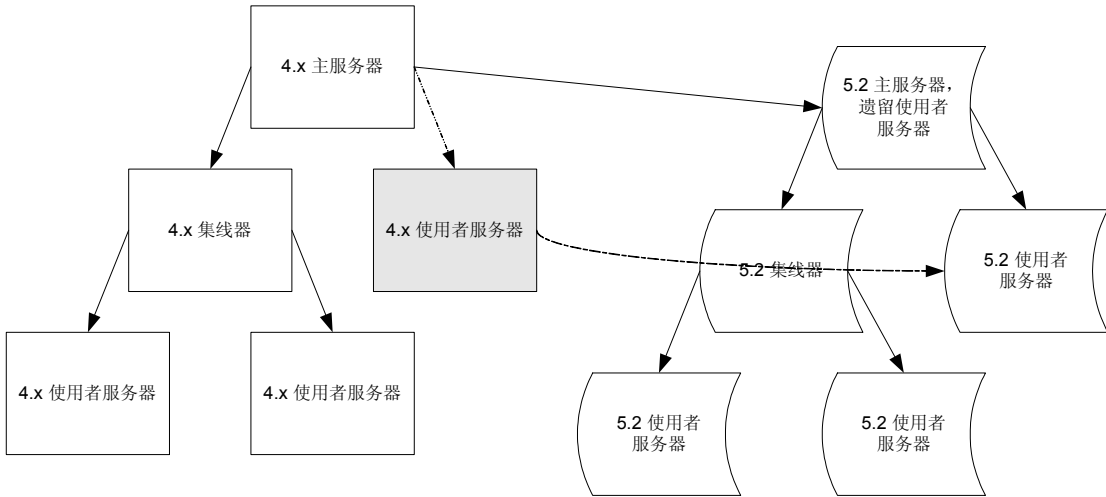 4.x 主服务器
5.2 主服务器，
遗留使用者
服务器
4.x 集线器
4.x 使用者服务器
5.2 集线器
5.2 使用者
服务器
4.x 使用者服务器
4.x 使用者服务器
5.2 使用者
服务器
5.2 使用者
服务器